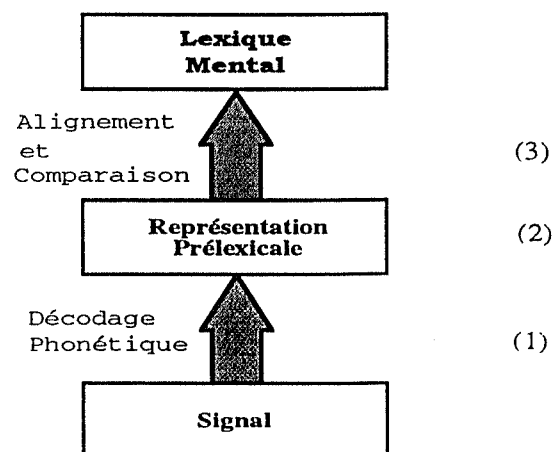 Lexique
Mental
Alignement
et
Comparaison
(3)
Représentation
Prélexicale
(2)
Décodage
Phonétique
(1)
Signal